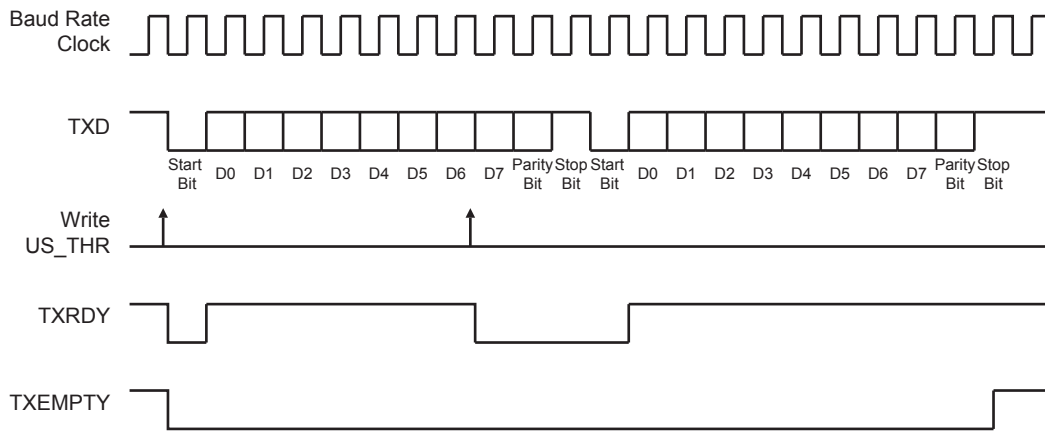 Baud Rate
Clock
TXD
Start
Bit
D0
D1
D2
D3
D4
D5
D6
D7
Parity
Bit
Stop
Bit
Start
Bit
D0
D1
D2
D3
D4
D5
D6
D7
Parity
Bit
Stop
Bit
Write
US_THR
TXRDY
TXEMPTY